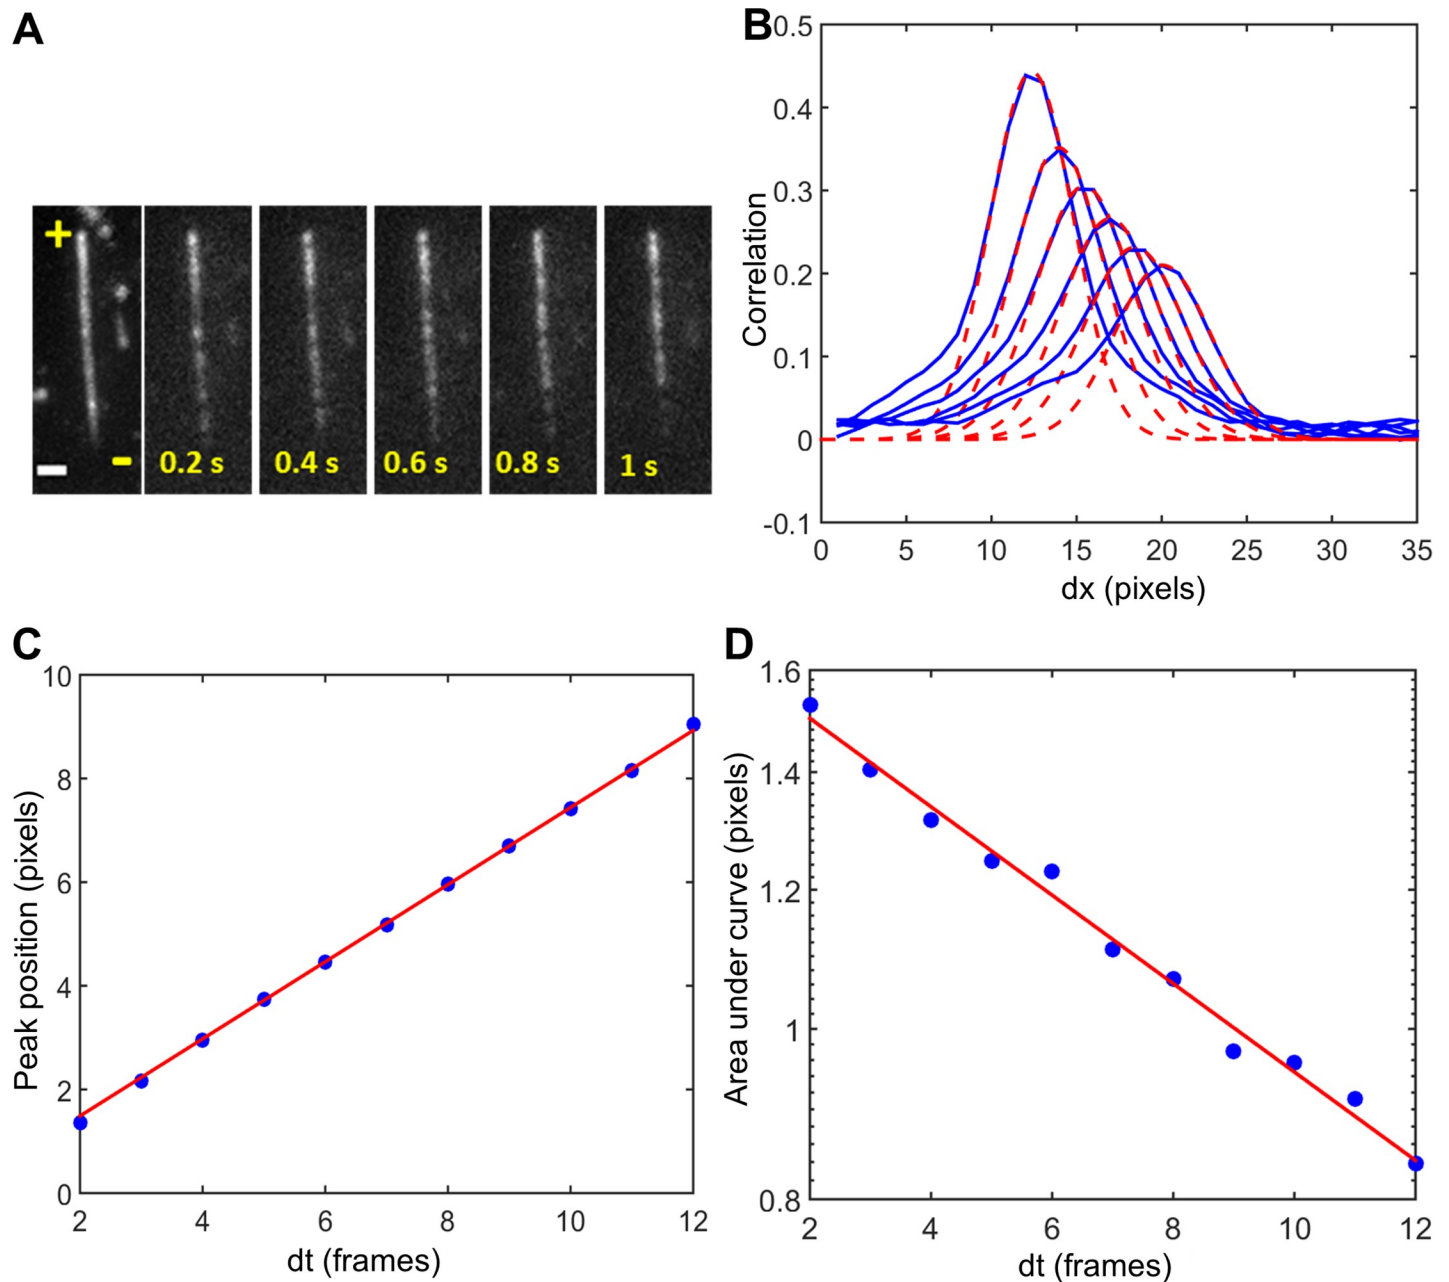 A
+
-
0.2 s
0.4 s
0.6 s
0.8 s
1 s
B
0.5
0.4
0.3
0.2
0.1
0
-0.1
Correlation
0 5 10 15 20 25 30 35
dx (pixels)
C
10
8
6
4
2
0
Peak position (pixels)
2 4 6 8 10 12
dt (frames)
D
1.6
1.4
1.2
1
0.8
Area under curve (pixels)
2 4 6 8 10 12
dt (frames)